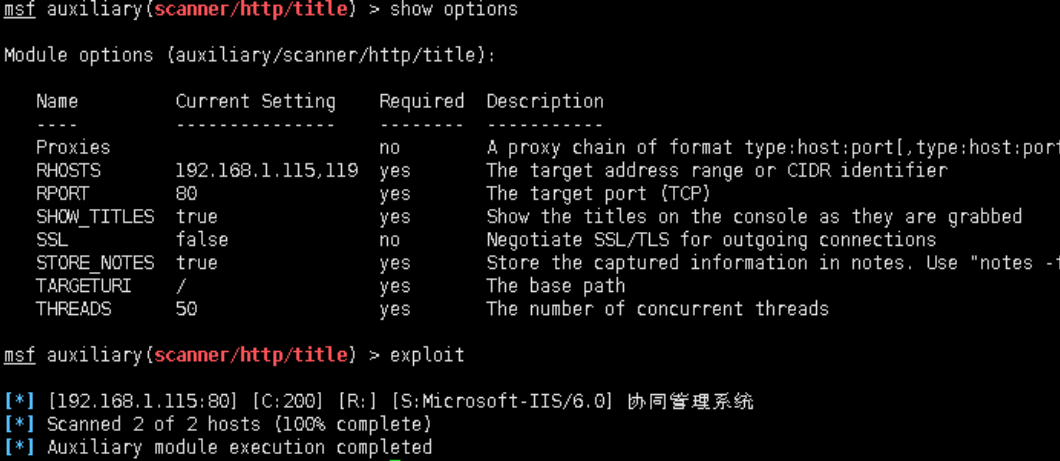 msf auxiliary(scanner/http/title) > show options
Module options (auxiliary/scanner/http/title):
Name Current Setting Required Description
---- --------------- -------- -----------
Proxies no A proxy chain of format type:host:port[,type:host:port
RHOSTS 192.168.1.115,119 yes The target address range or CIDR identifier
RPORT 80 yes The target port (TCP)
SHOW_TITLES true yes Show the titles on the console as they are grabbed
SSL false no Negotiate SSL/TLS for outgoing connections
STORE_NOTES true yes Store the captured information in notes. Use "notes -t
TARGETURI / yes The base path
THREADS 50 yes The number of concurrent threads
msf auxiliary(scanner/http/title) > exploit
[*] [192.168.1.115:80] [C:200] [R:] [S:Microsoft-IIS/6.0] 协同管理系统
[*] Scanned 2 of 2 hosts (100% complete)
[*] Auxiliary module execution completed